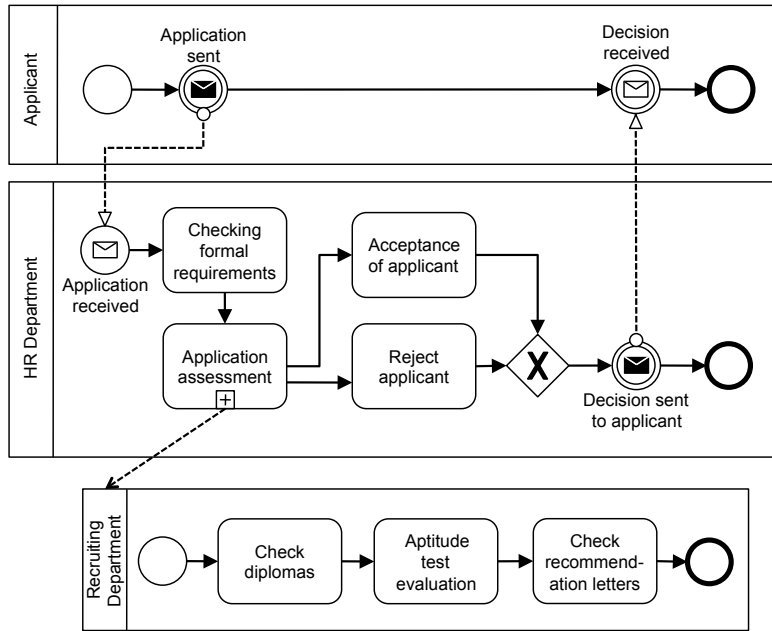 Applicant
Application
sent
Decision
received
HR Department
Application
received
Checking
formal
requirements
Application
assessment
Acceptance
of applicant
Reject
applicant
X
Decision sent
to applicant
Recruiting
Department
Check
diplomas
Aptitude
test
evaluation
Check
recommend-
ation letters